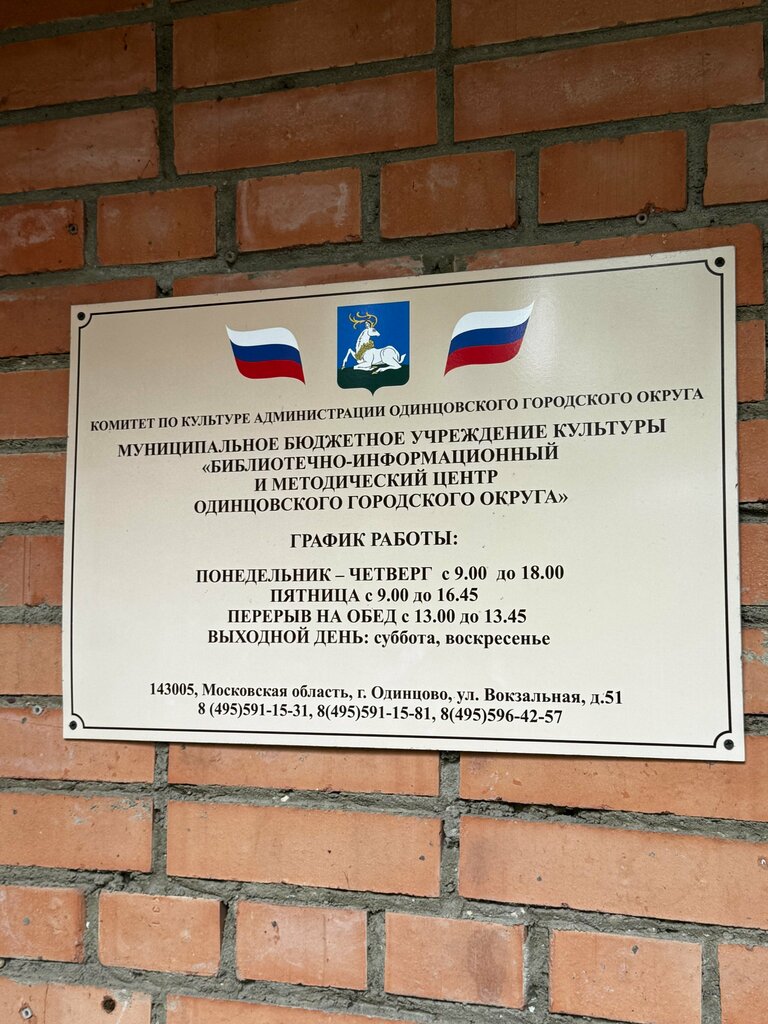 КОМИТЕТ ПО КУЛЬТУРЕ АДМИНИСТРАЦИИ ОДИНЦОВСКОГО ГОРОДСКОГО ОКРУГА
МУНИЦИПАЛЬНОЕ БЮДЖЕТНОЕ УЧРЕЖДЕНИЕ КУЛЬТУРЫ
«БИБЛИОТЕЧНО-ИНФОРМАЦИОННЫЙ
И МЕТОДИЧЕСКИЙ ЦЕНТР
ОДИНЦОВСКОГО ГОРОДСКОГО ОКРУГА»
ГРАФИК РАБОТЫ:
ПОНЕДЕЛЬНИК – ЧЕТВЕРГ с 9.00 до 18.00
ПЯТНИЦА с 9.00 до 16.45
ПЕРЕРЫВ НА ОБЕД с 13.00 до 13.45
ВЫХОДНОЙ ДЕНЬ: суббота, воскресенье
143005, Московская область, г. Одинцово, ул. Вокзальная, д.51
8 (495)591-15-31, 8(495)591-15-81, 8(495)596-42-57